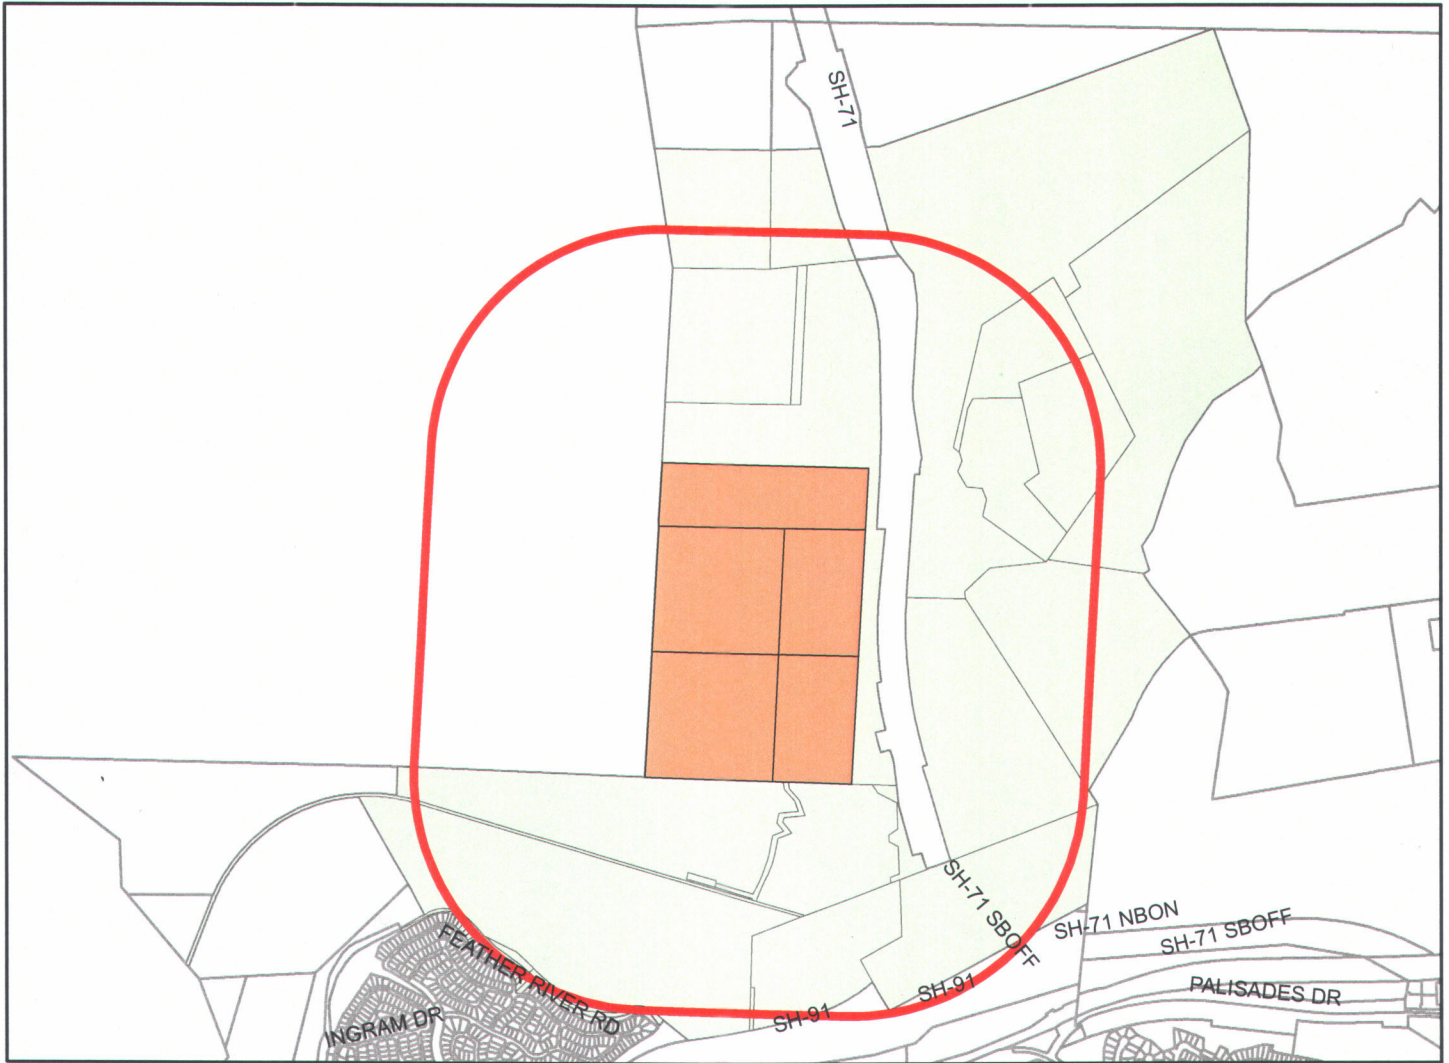 SH-71
SH-71 SBOFF
SH-71 NBON
SH-71 SBOFF
FEATHER RIVER RD
SH-91
PALISADES DR
INGRAM DR
SH-91